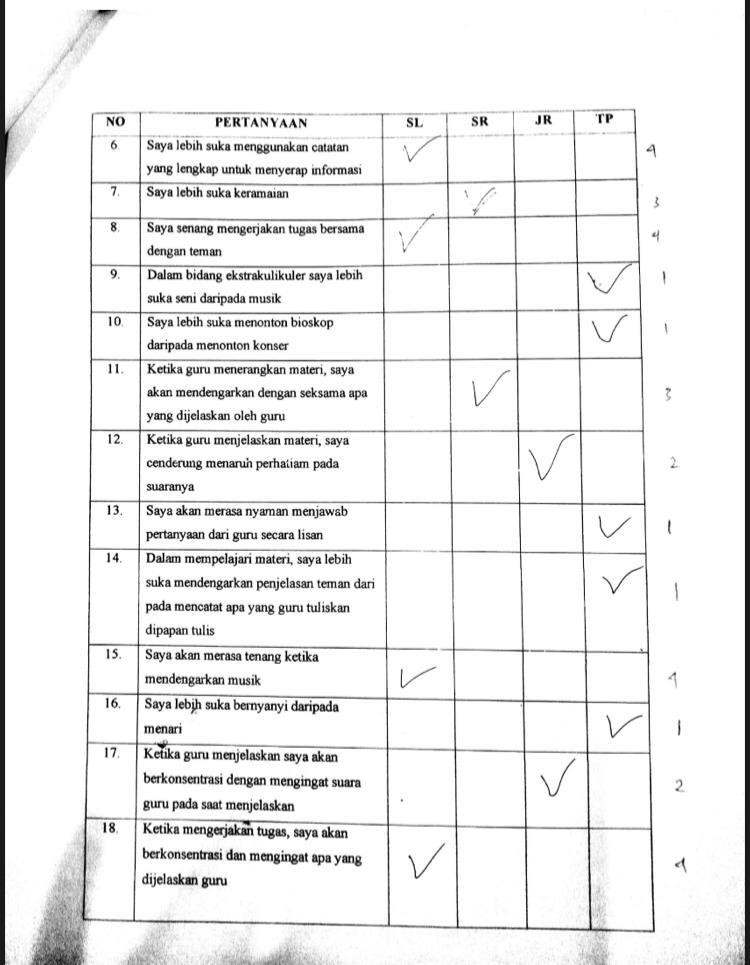 NO PERTANYAAN SL SR JR TP
6. Saya lebih suka menggunakan catatan ✓ 4
yang lengkap untuk menyerap informasi
7. Saya lebih suka keramaian ✓ 3
8. Saya senang mengerjakan tugas bersama ✓ 4
dengan teman
9. Dalam bidang ekstrakulikuler saya lebih ✓ 1
suka seni daripada musik
10. Saya lebih suka menonton bioskop ✓ 1
daripada menonton konser
11. Ketika guru menerangkan materi, saya
akan mendengarkan dengan seksama apa ✓ 3
yang dijelaskan oleh guru
12. Ketika guru menjelaskan materi, saya
cenderung menaruh perhatiam pada ✓ 2
suaranya
13. Saya akan merasa nyaman menjawab ✓ 1
pertanyaan dari guru secara lisan
14. Dalam mempelajari materi, saya lebih
suka mendengarkan penjelasan teman dari ✓ 1
pada mencatat apa yang guru tuliskan
dipapan tulis
15. Saya akan merasa tenang ketika
mendengarkan musik ✓ 4
16. Saya lebih suka bernyanyi daripada
menari ✓ 1
17. Ketika guru menjelaskan saya akan
berkonsentrasi dengan mengingat suara ✓ 2
guru pada saat menjelaskan
18. Ketika mengerjakan tugas, saya akan
berkonsentrasi dan mengingat apa yang ✓ 4
dijelaskan guru